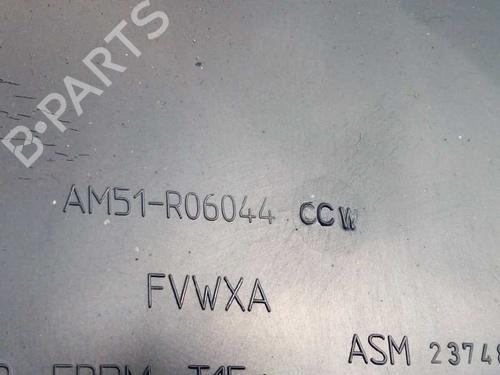 B-PARTS
AM51-R06044 CCW
FVWXA
ASM 23748